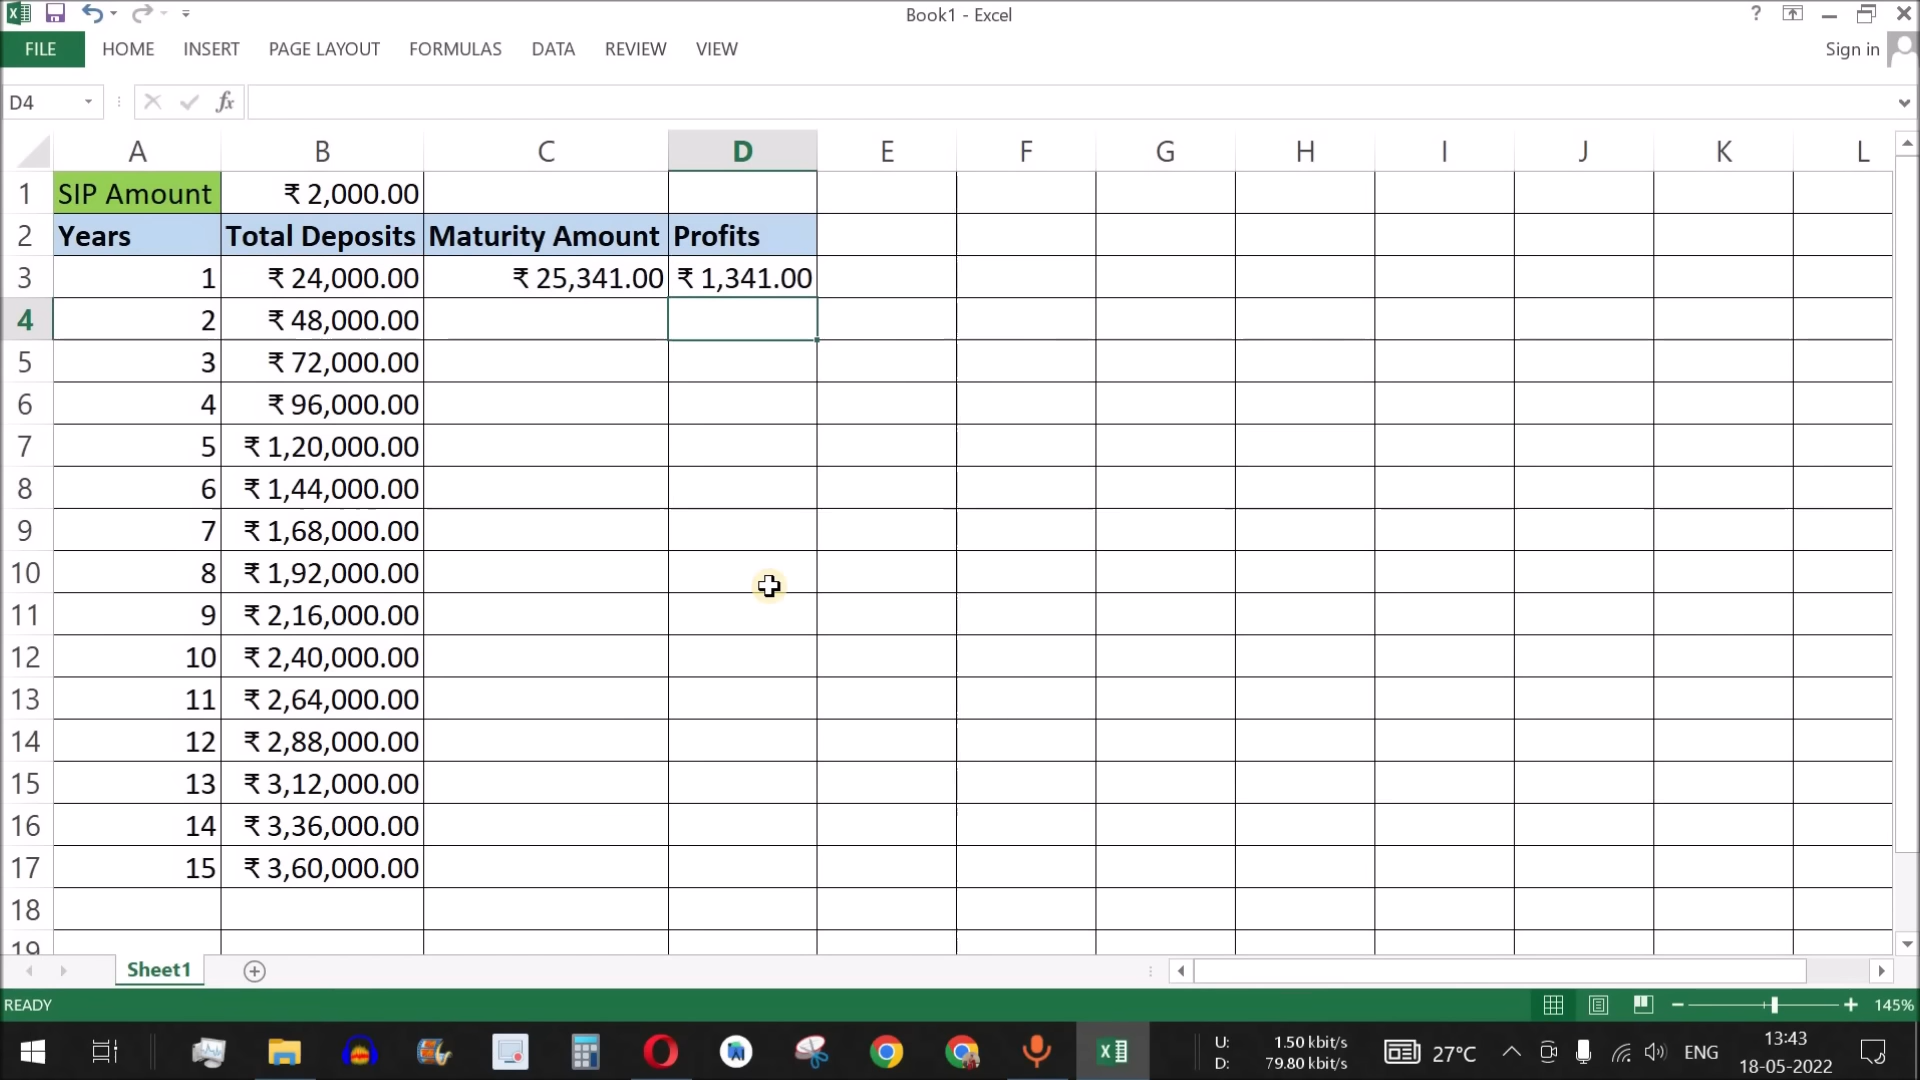 Book1 - Excel
?
FILE HOME INSERT PAGE LAYOUT FORMULAS DATA REVIEW VIEW Sign in
D4 fx
A B C D E F G H I J K L
1 SIP Amount ₹ 2,000.00
2 Years Total Deposits Maturity Amount Profits
3 1 ₹ 24,000.00 ₹ 25,341.00 ₹ 1,341.00
4 2 ₹ 48,000.00
5 3 ₹ 72,000.00
6 4 ₹ 96,000.00
7 5 ₹ 1,20,000.00
8 6 ₹ 1,44,000.00
9 7 ₹ 1,68,000.00
10 8 ₹ 1,92,000.00
11 9 ₹ 2,16,000.00
12 10 ₹ 2,40,000.00
13 11 ₹ 2,64,000.00
14 12 ₹ 2,88,000.00
15 13 ₹ 3,12,000.00
16 14 ₹ 3,36,000.00
17 15 ₹ 3,60,000.00
18
19
Sheet1
READY 145%
U: 1.50 kbit/s
D: 79.80 kbit/s
27°C
ENG
13:43
18-05-2022